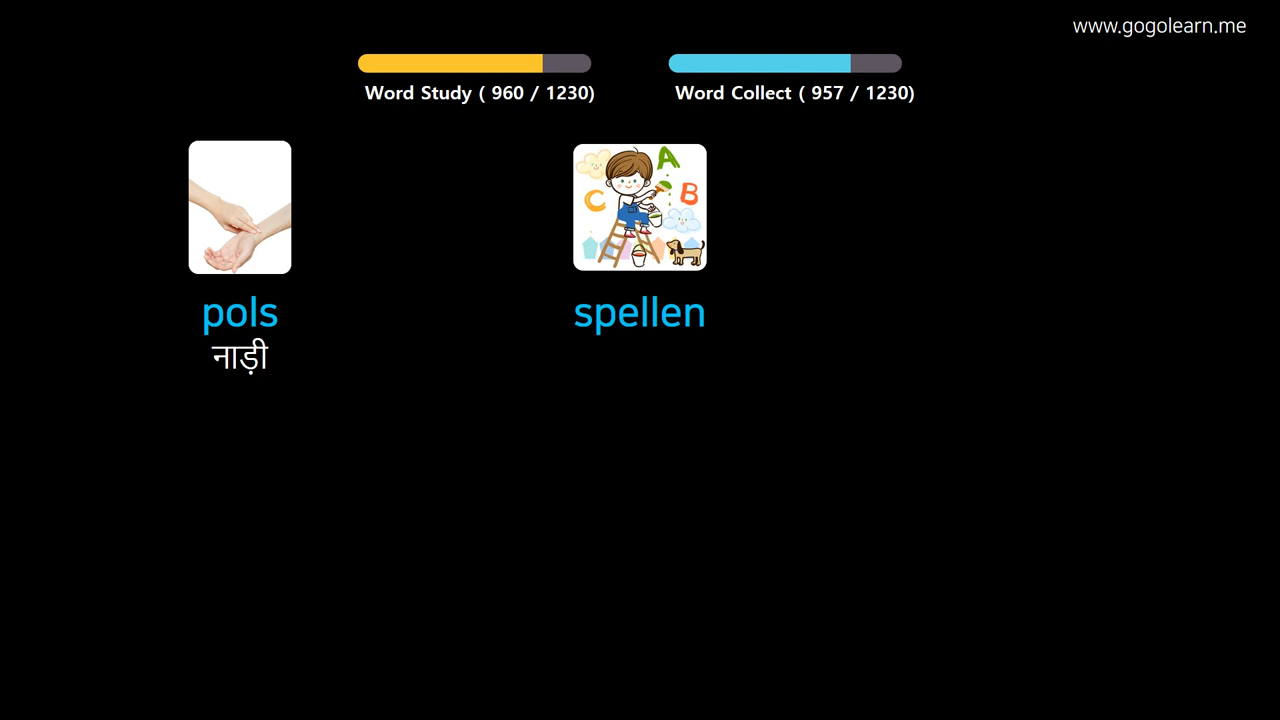 www.gogolearn.me
Word Study ( 960 / 1230)
Word Collect ( 957 / 1230)
A
B
C
pols
नाड़ी
spellen